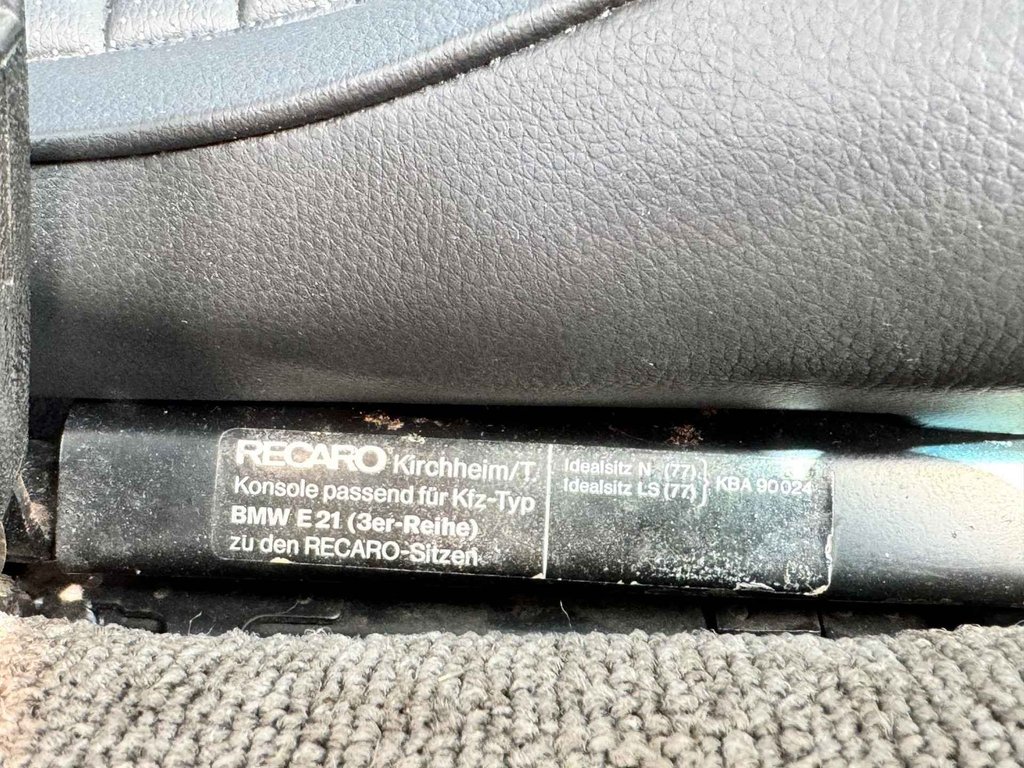 RECARO Kirchheim/T.
Konsole passend für Kfz-Typ
BMW E 21 (3er-Reihe)
zu den RECARO-Sitzen
Idealsitz N (77)
Idealsitz LS (77)
} KBA 90024